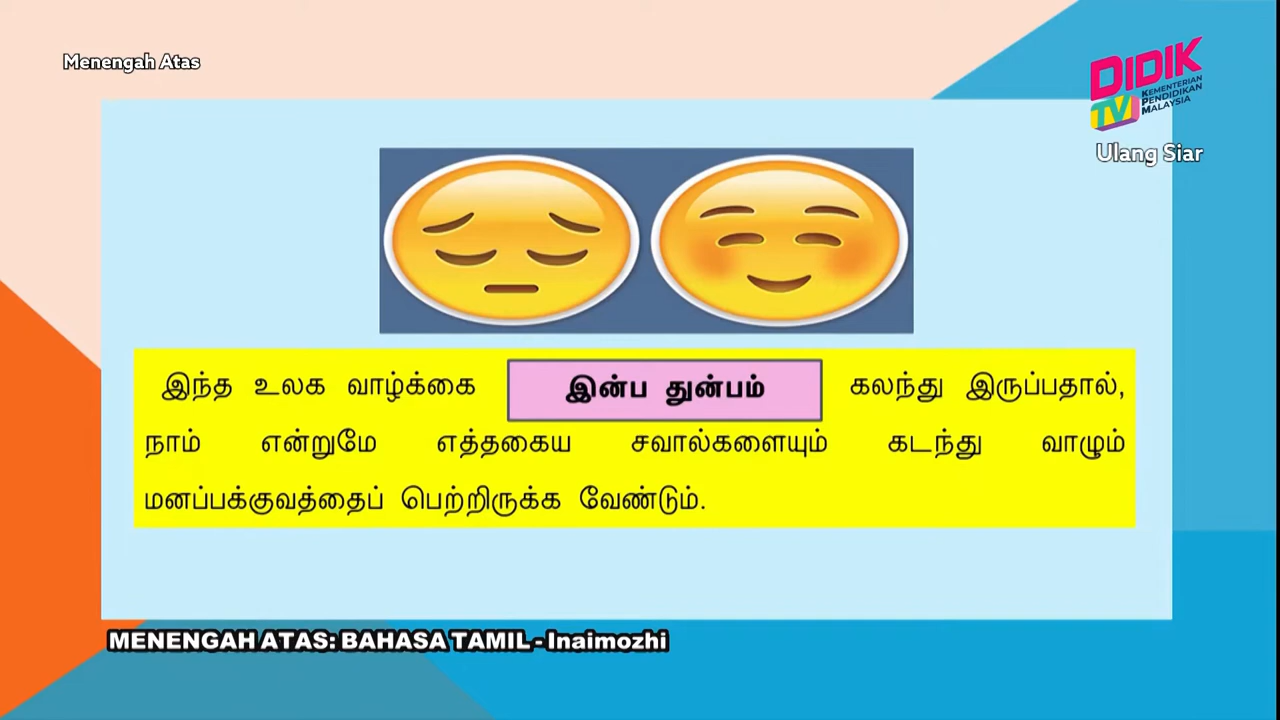 Menengah Atas
DIDIK
TV
KEMENTERIAN
PENDIDIKAN
MALAYSIA
Ulang Siar
இந்த உலக வாழ்க்கை இன்ப துன்பம் கலந்து இருப்பதால்,
நாம் என்றுமே எத்தகைய சவால்களையும் கடந்து வாழும்
மனப்பக்குவத்தைப் பெற்றிருக்க வேண்டும்.
MENENGAH ATAS: BAHASA TAMIL - Inaimozhi